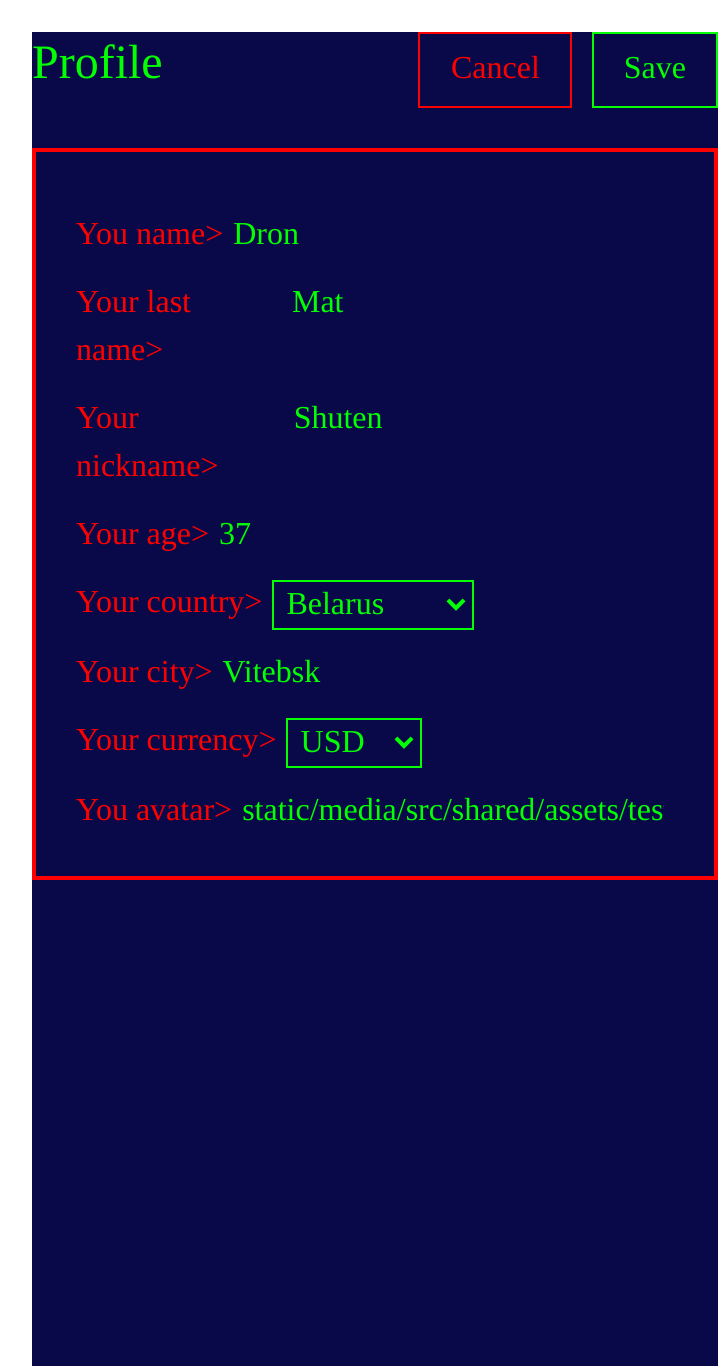 Profile Cancel Save
You name> Dron
Your last Mat
name>
Your Shuten
nickname>
Your age> 37
Your country> Belarus
Your city> Vitebsk
Your currency> USD
You avatar> static/media/src/shared/assets/tes